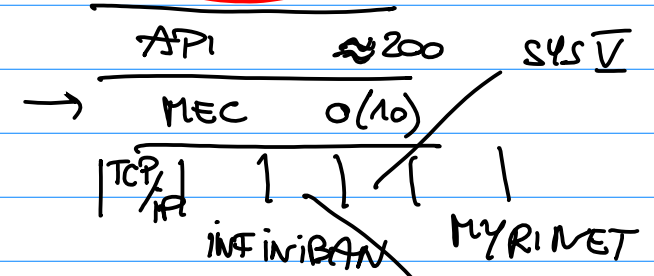 API ≈200 SYS V
→ MEC O(10)
TCP/IP
INFINIBAN MYRINET